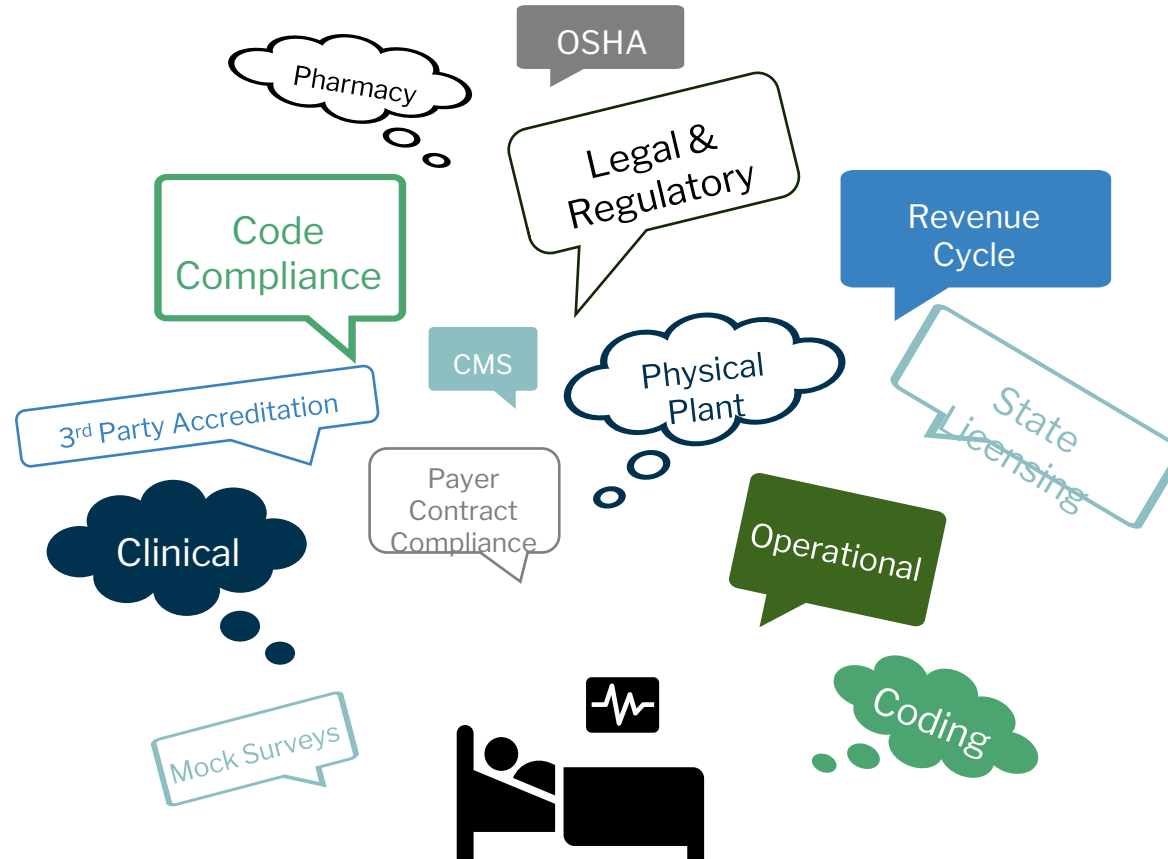 OSHA
Pharmacy
Legal &
Regulatory
Code
Compliance
Revenue
Cycle
CMS
Physical
Plant
State
Licensing
3rd Party Accreditation
Payer
Contract
Compliance
Clinical
Operational
Coding
Mock Surveys